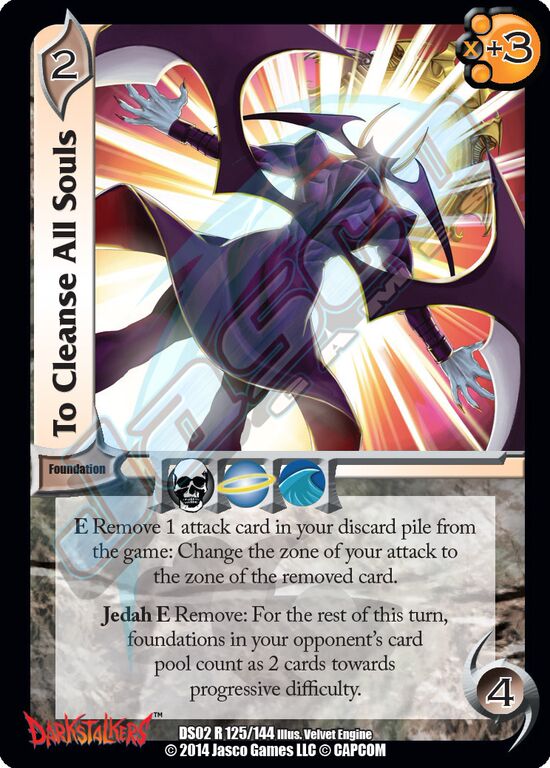 2
X +3
To Cleanse All Souls
JASCO
GAMES
Foundation
E Remove 1 attack card in your discard pile from
the game: Change the zone of your attack to
the zone of the removed card.
Jedah E Remove: For the rest of this turn,
foundations in your opponent's card
pool count as 2 cards towards
progressive difficulty.
4
DARKSTALKERS™
DS02 R 125/144 Illus. Velvet Engine
© 2014 Jasco Games LLC © CAPCOM